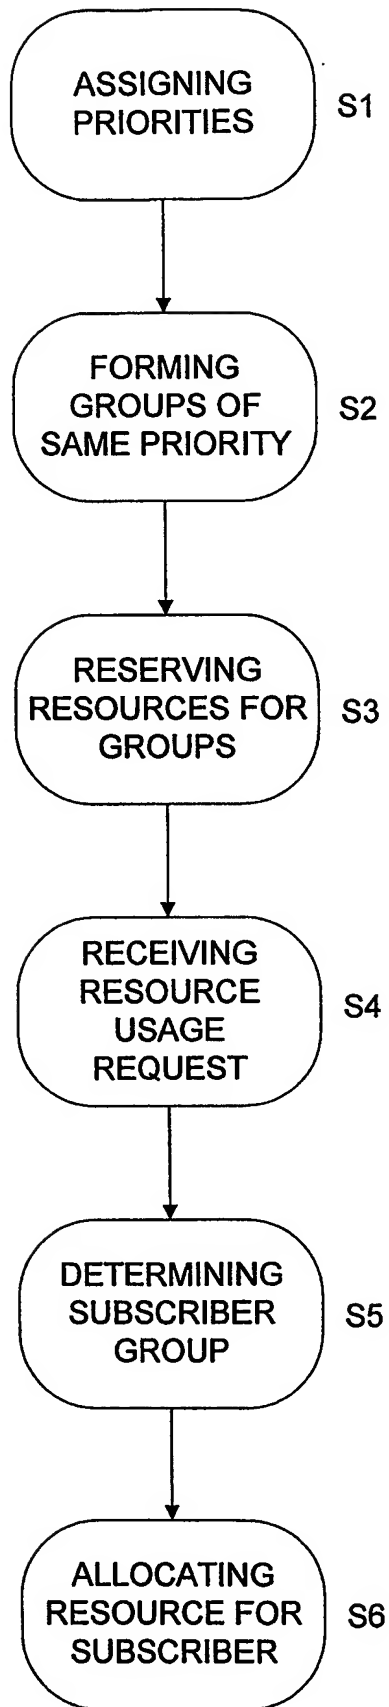 ASSIGNING
PRIORITIES
S1
FORMING
GROUPS OF
SAME PRIORITY
S2
RESERVING
RESOURCES FOR
GROUPS
S3
RECEIVING
RESOURCE
USAGE
REQUEST
S4
DETERMINING
SUBSCRIBER
GROUP
S5
ALLOCATING
RESOURCE FOR
SUBSCRIBER
S6